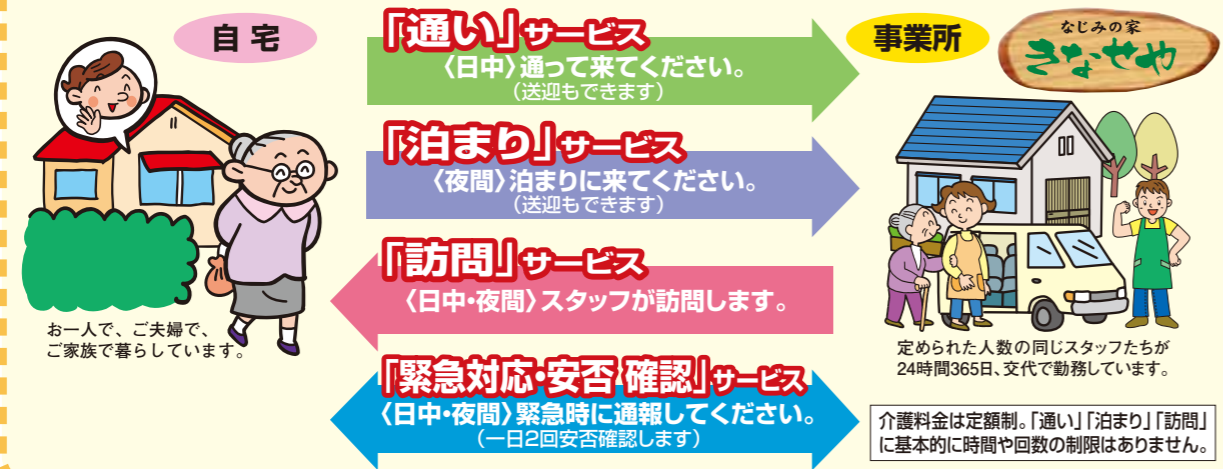 自宅
お一人で、ご夫婦で、
ご家族で暮らしています。
「通い」サービス
〈日中〉通って来てください。
（送迎もできます）
「泊まり」サービス
〈夜間〉泊まりに来てください。
（送迎もできます）
「訪問」サービス
〈日中・夜間〉スタッフが訪問します。
「緊急対応・安否確認」サービス
〈日中・夜間〉緊急時に通報してください。
（一日2回安否確認します）
事業所
なじみの家
きなせや
定められた人数の同じスタッフたちが
24時間365日、交代で勤務しています。
介護料金は定額制。「通い」「泊まり」「訪問」
に基本的に時間や回数の制限はありません。